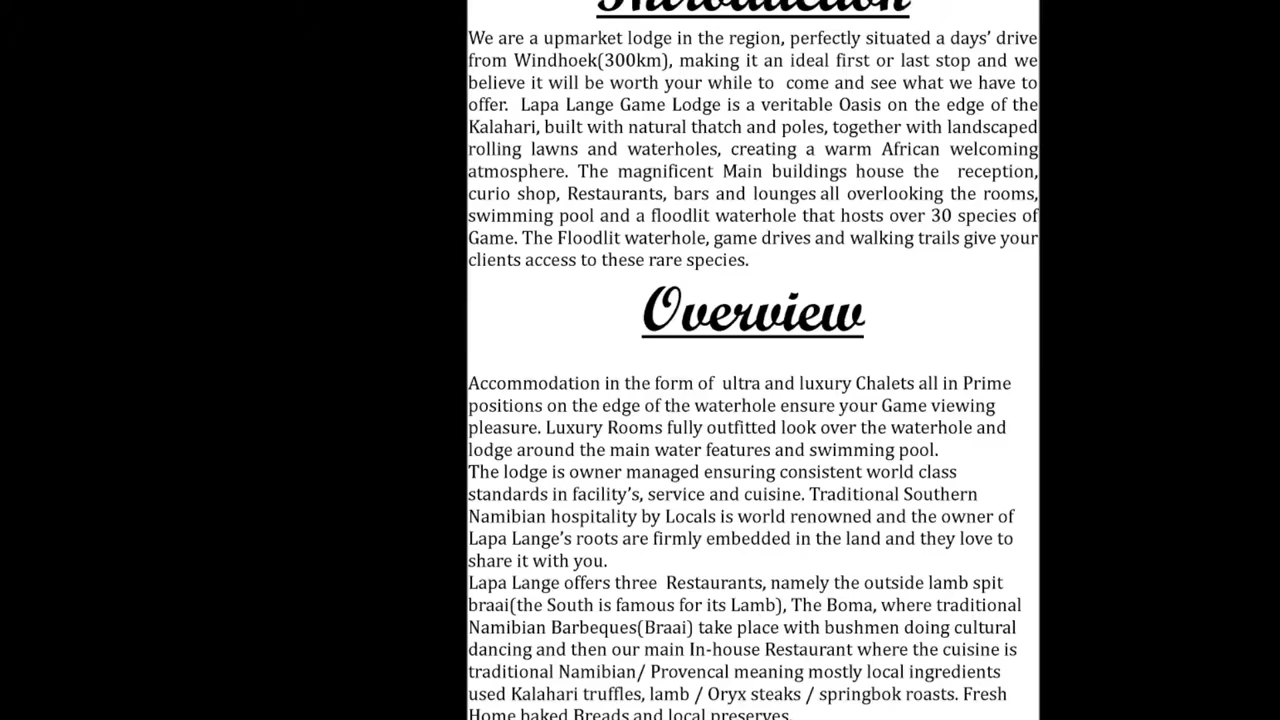 Introduction
We are a upmarket lodge in the region, perfectly situated a days’ drive
from Windhoek(300km), making it an ideal first or last stop and we
believe it will be worth your while to come and see what we have to
offer. Lapa Lange Game Lodge is a veritable Oasis on the edge of the
Kalahari, built with natural thatch and poles, together with landscaped
rolling lawns and waterholes, creating a warm African welcoming
atmosphere. The magnificent Main buildings house the reception,
curio shop, Restaurants, bars and lounges all overlooking the rooms,
swimming pool and a floodlit waterhole that hosts over 30 species of
Game. The Floodlit waterhole, game drives and walking trails give your
clients access to these rare species.
Overview
Accommodation in the form of ultra and luxury Chalets all in Prime
positions on the edge of the waterhole ensure your Game viewing
pleasure. Luxury Rooms fully outfitted look over the waterhole and
lodge around the main water features and swimming pool.
The lodge is owner managed ensuring consistent world class
standards in facility’s, service and cuisine. Traditional Southern
Namibian hospitality by Locals is world renowned and the owner of
Lapa Lange’s roots are firmly embedded in the land and they love to
share it with you.
Lapa Lange offers three Restaurants, namely the outside lamb spit
braai(the South is famous for its Lamb), The Boma, where traditional
Namibian Barbeques(Braai) take place with bushmen doing cultural
dancing and then our main In-house Restaurant where the cuisine is
traditional Namibian/ Provencal meaning mostly local ingredients
used Kalahari truffles, lamb / Oryx steaks / springbok roasts. Fresh
Home baked Breads and local preserves.